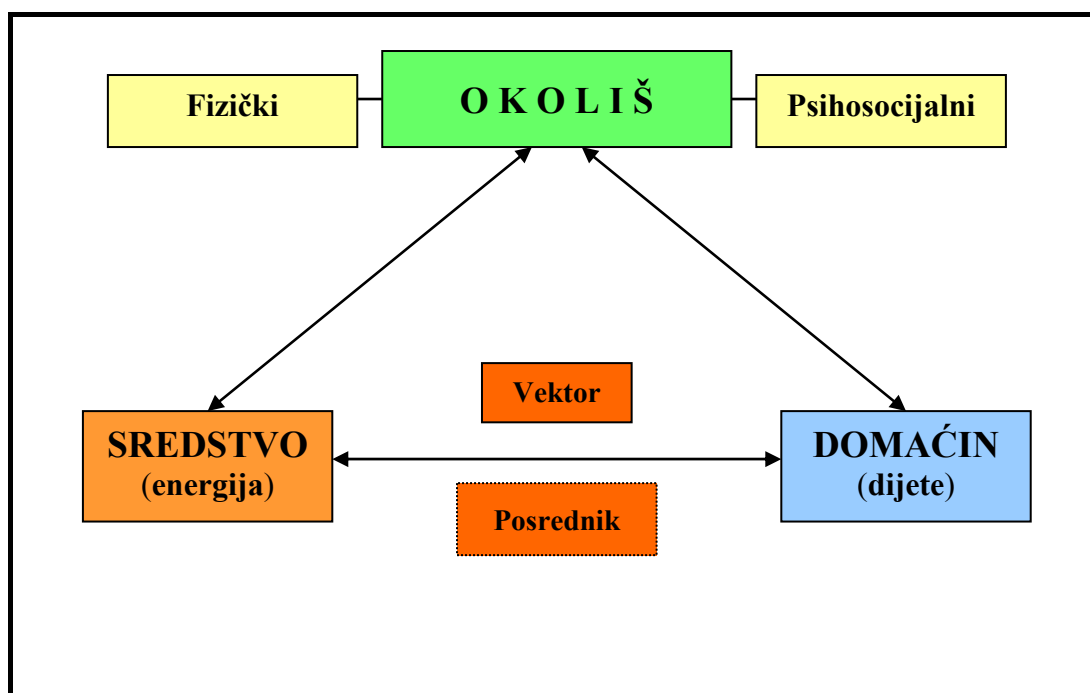 Fizički
O K O L I Š
Psihosocijalni
Vektor
SREDSTVO
(energija)
DOMAĆIN
(dijete)
Posrednik